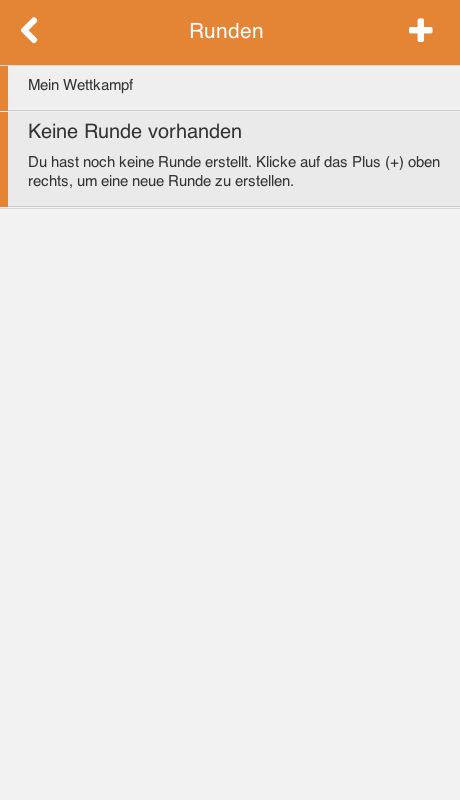 Runden
Mein Wettkampf
Keine Runde vorhanden
Du hast noch keine Runde erstellt. Klicke auf das Plus (+) oben
rechts, um eine neue Runde zu erstellen.